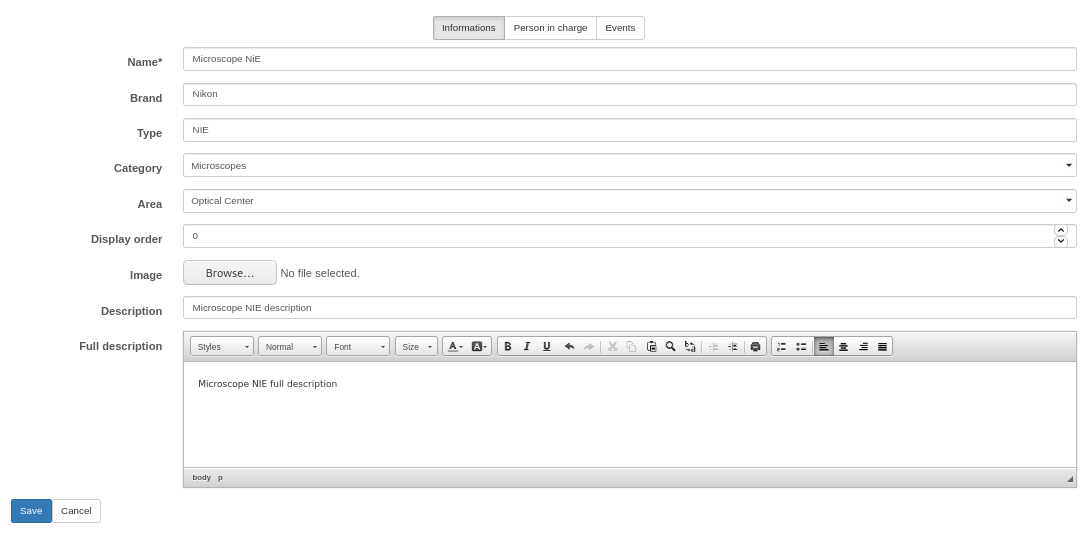 Informations Person in charge Events
Name* Microscope NiE
Brand Nikon
Type NIE
Category Microscopes
Area Optical Center
Display order 0
Image Browse... No file selected.
Description Microscope NIE description
Full description Styles Normal Font Size A A B I U
Microscope NIE full description
body p
Save Cancel